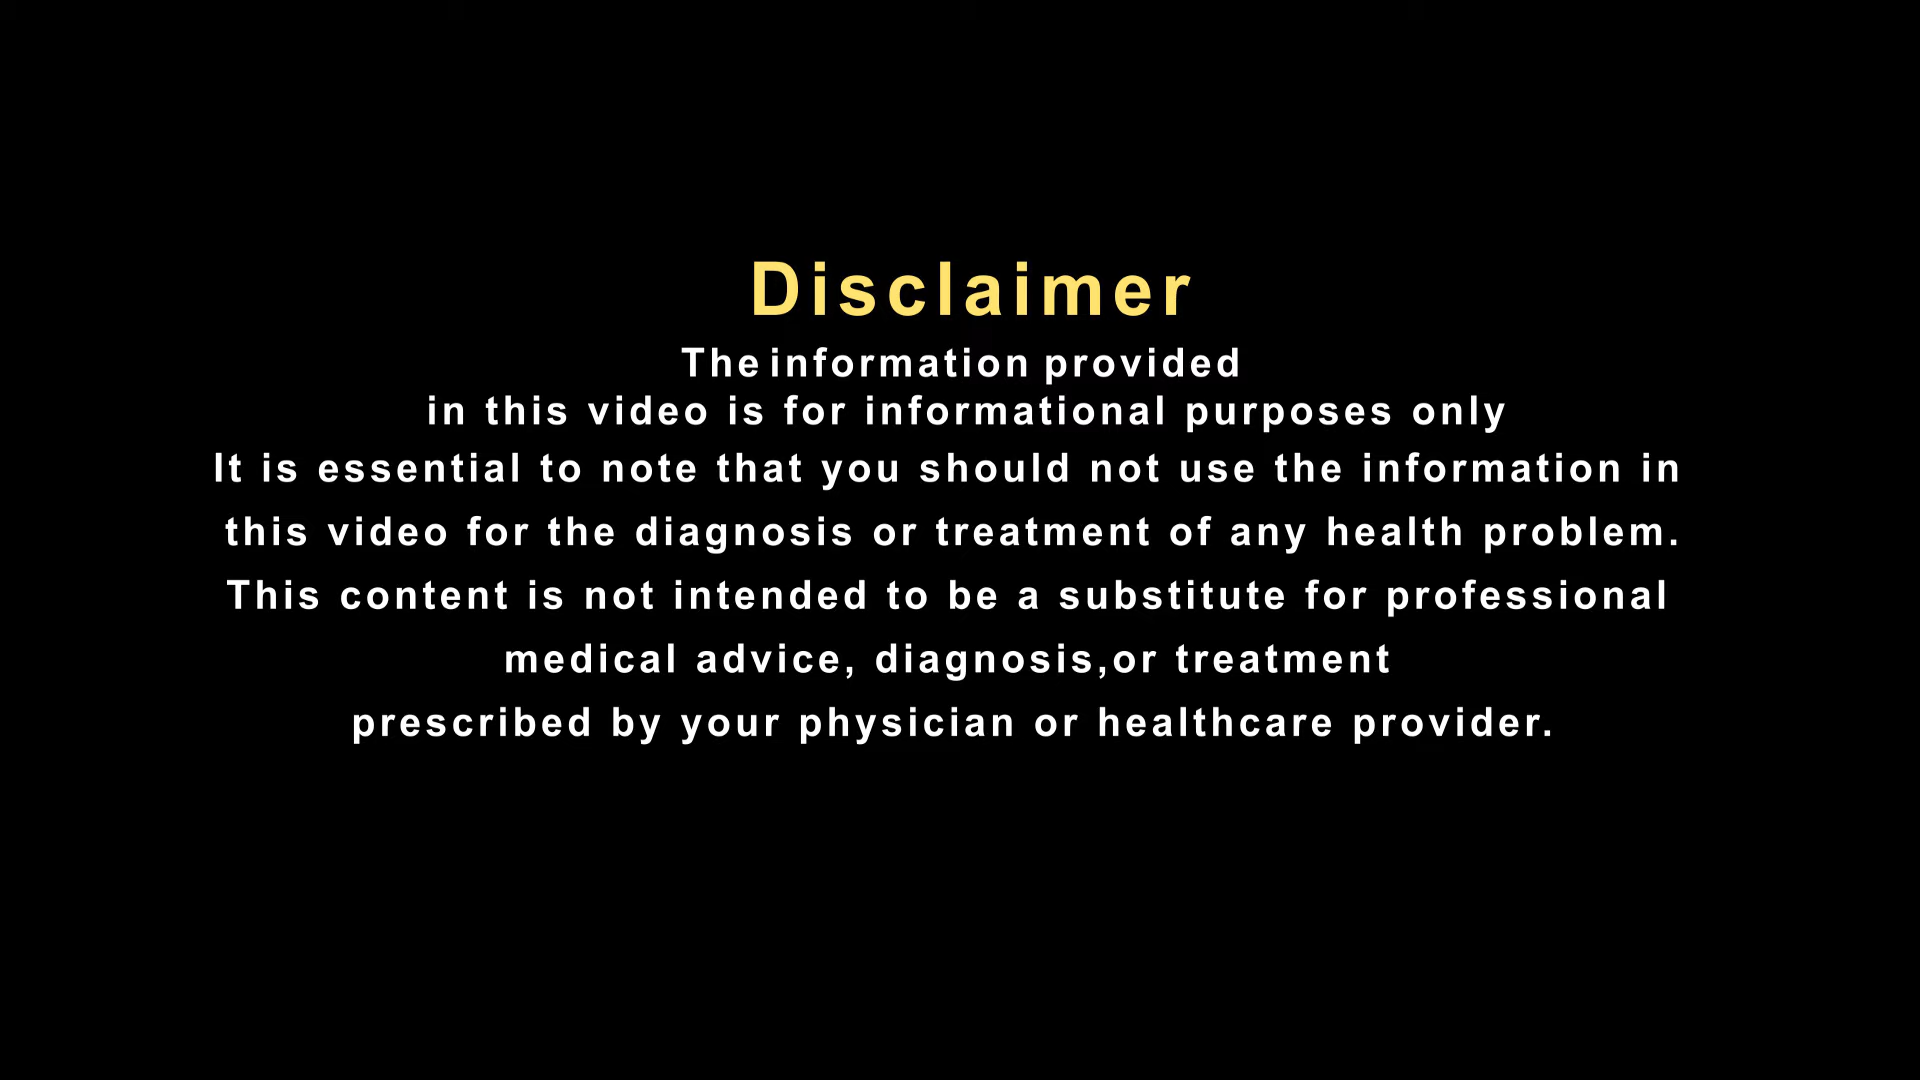 Disclaimer
The information provided
in this video is for informational purposes only
It is essential to note that you should not use the information in
this video for the diagnosis or treatment of any health problem.
This content is not intended to be a substitute for professional
medical advice, diagnosis,or treatment
prescribed by your physician or healthcare provider.